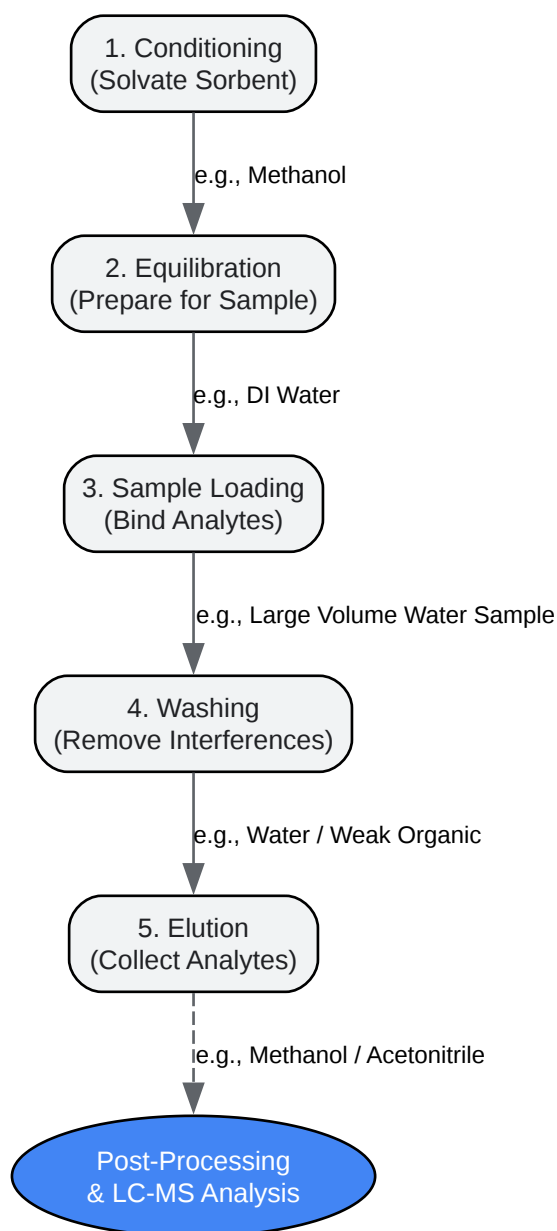 1. Conditioning
(Solvate Sorbent)
e.g., Methanol
2. Equilibration
(Prepare for Sample)
e.g., DI Water
3. Sample Loading
(Bind Analytes)
e.g., Large Volume Water Sample
4. Washing
(Remove Interferences)
e.g., Water / Weak Organic
5. Elution
(Collect Analytes)
e.g., Methanol / Acetonitrile
Post-Processing
& LC-MS Analysis